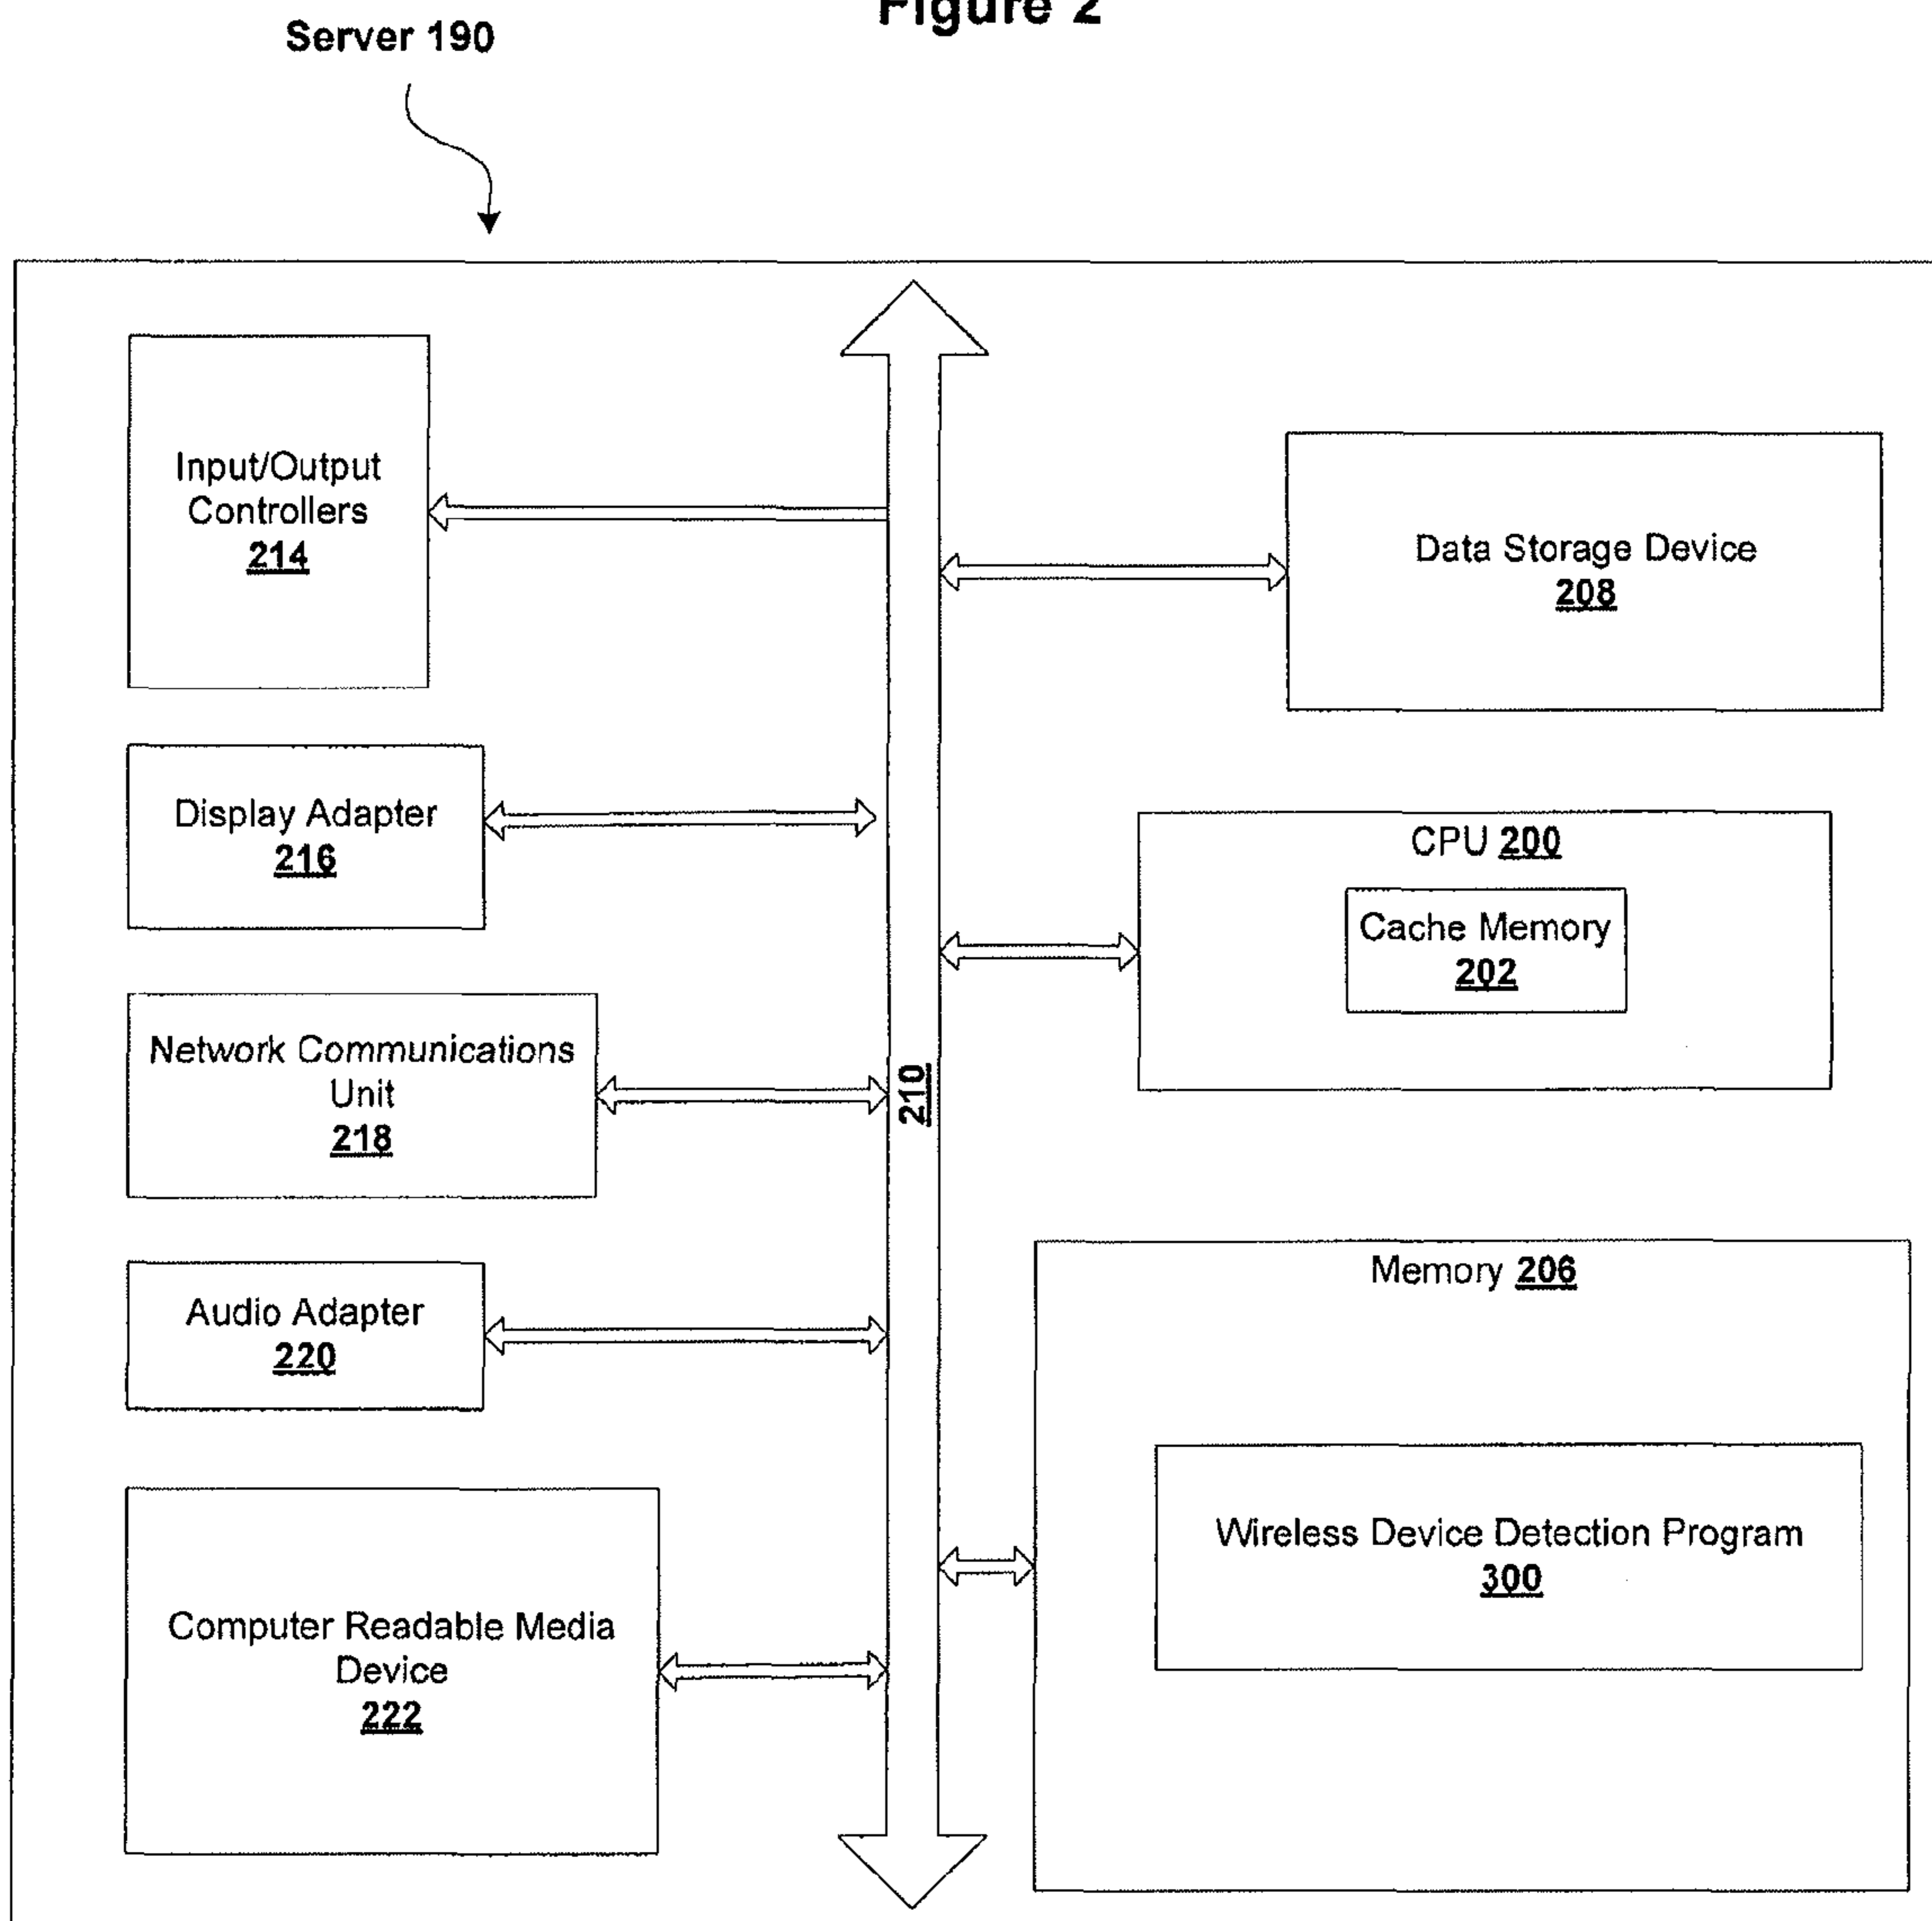 Figure 2
Server 190
Input/Output
Controllers
214
Data Storage Device
208
Display Adapter
216
CPU 200
Cache Memory
202
Network Communications
Unit
218
210
Audio Adapter
220
Memory 206
Wireless Device Detection Program
300
Computer Readable Media
Device
222